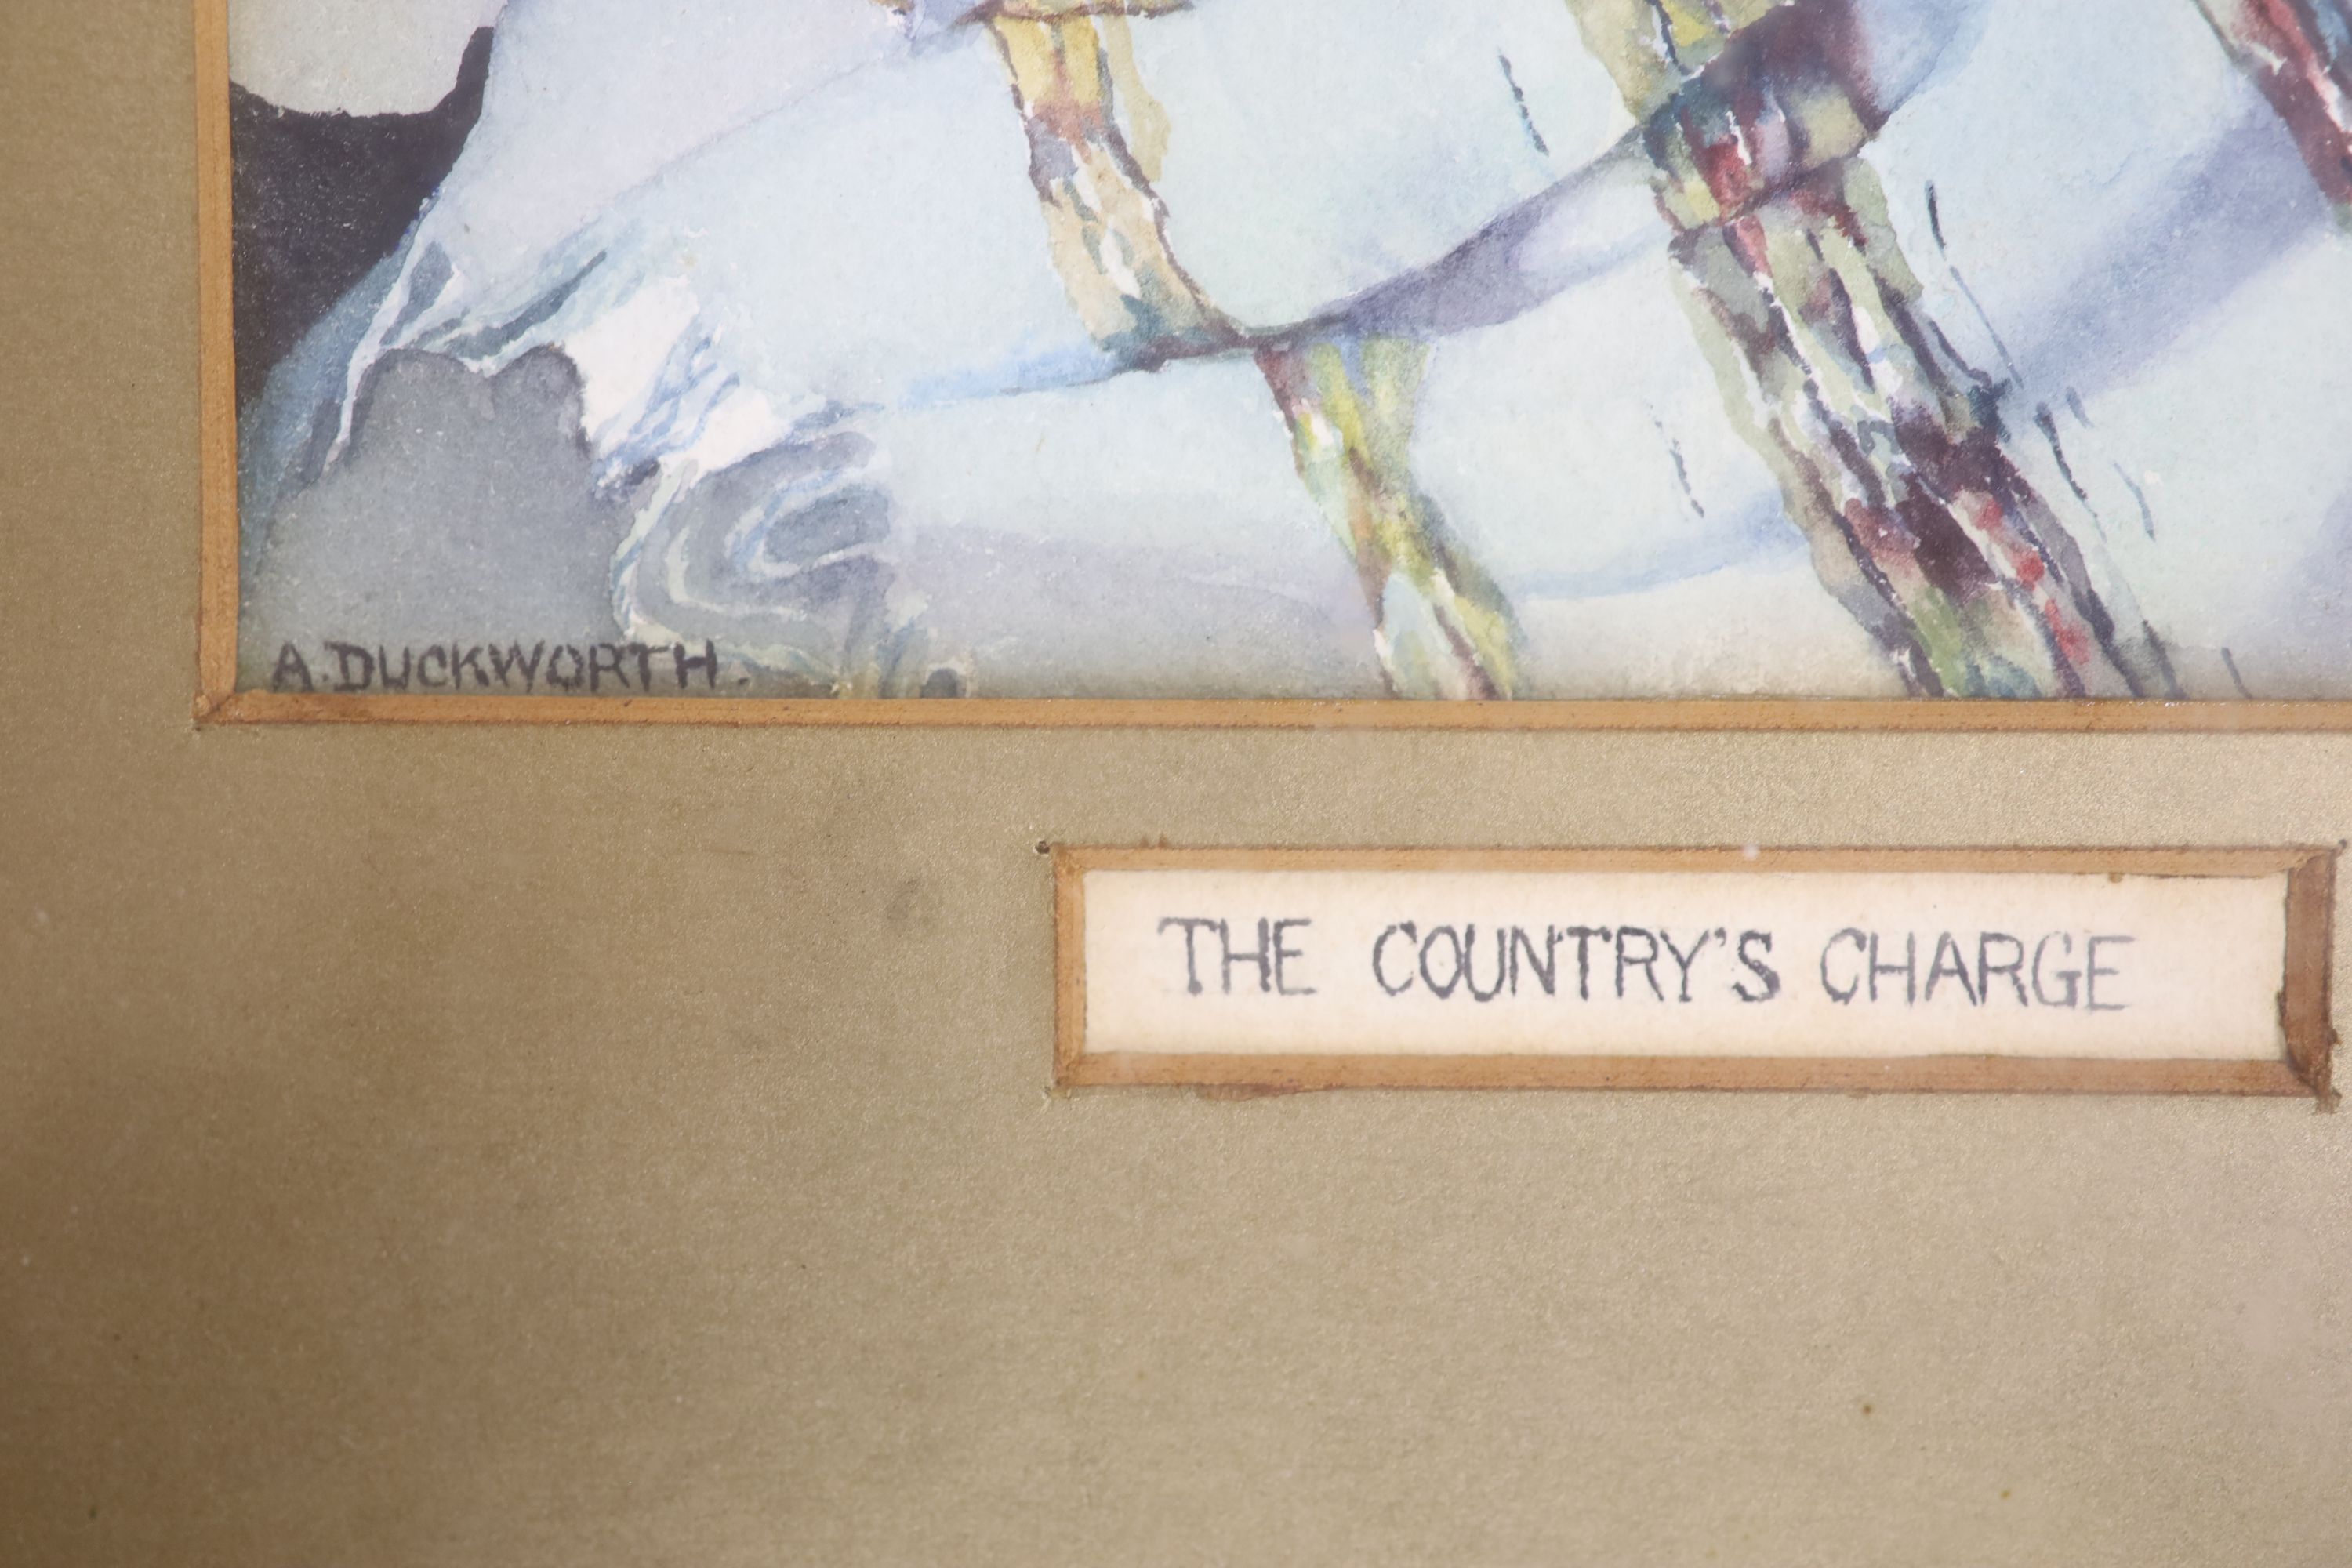 A. DUCKWORTH.
THE COUNTRY'S CHARGE